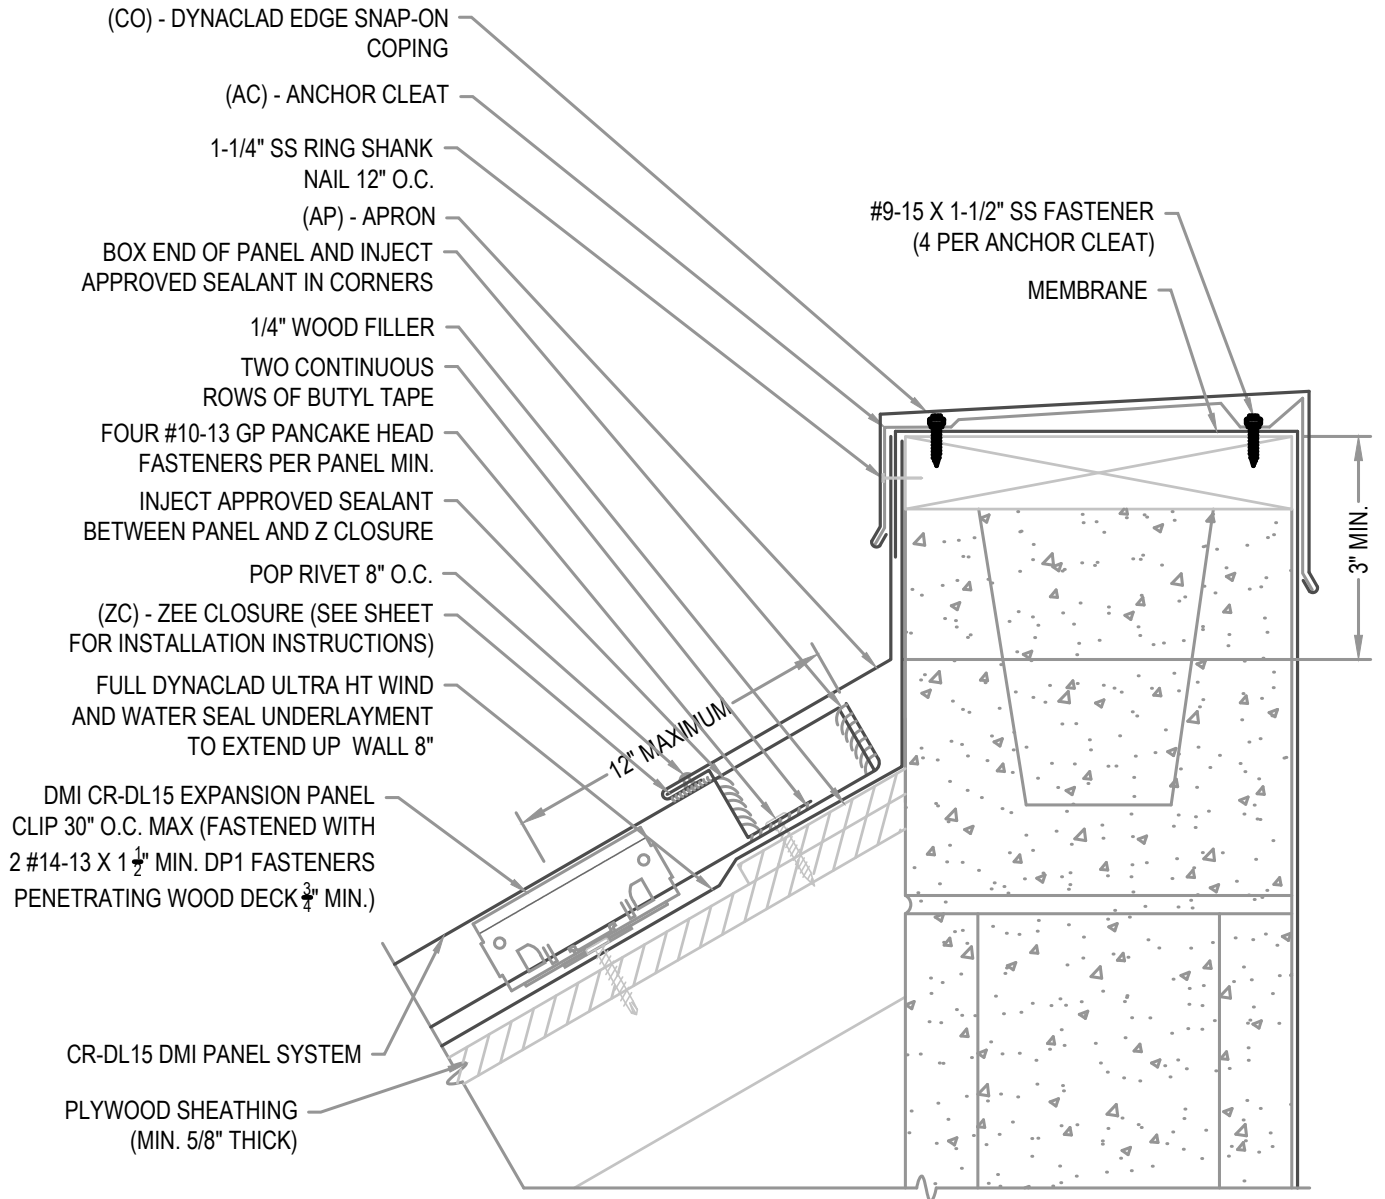 (CO) - DYNACLAD EDGE SNAP-ON
COPING
(AC) - ANCHOR CLEAT
1-1/4" SS RING SHANK
NAIL 12" O.C.
(AP) - APRON
BOX END OF PANEL AND INJECT
APPROVED SEALANT IN CORNERS
1/4" WOOD FILLER
TWO CONTINUOUS
ROWS OF BUTYL TAPE
FOUR #10-13 GP PANCAKE HEAD
FASTENERS PER PANEL MIN.
INJECT APPROVED SEALANT
BETWEEN PANEL AND Z CLOSURE
POP RIVET 8" O.C.
(ZC) - ZEE CLOSURE (SEE SHEET
FOR INSTALLATION INSTRUCTIONS)
FULL DYNACLAD ULTRA HT WIND
AND WATER SEAL UNDERLAYMENT
TO EXTEND UP WALL 8"
DMI CR-DL15 EXPANSION PANEL
CLIP 30" O.C. MAX (FASTENED WITH
2 #14-13 X 1 1/2" MIN. DP1 FASTENERS
PENETRATING WOOD DECK 3/4" MIN.)
CR-DL15 DMI PANEL SYSTEM
PLYWOOD SHEATHING
(MIN. 5/8" THICK)
12" MAXIMUM
#9-15 X 1-1/2" SS FASTENER
(4 PER ANCHOR CLEAT)
MEMBRANE
3" MIN.